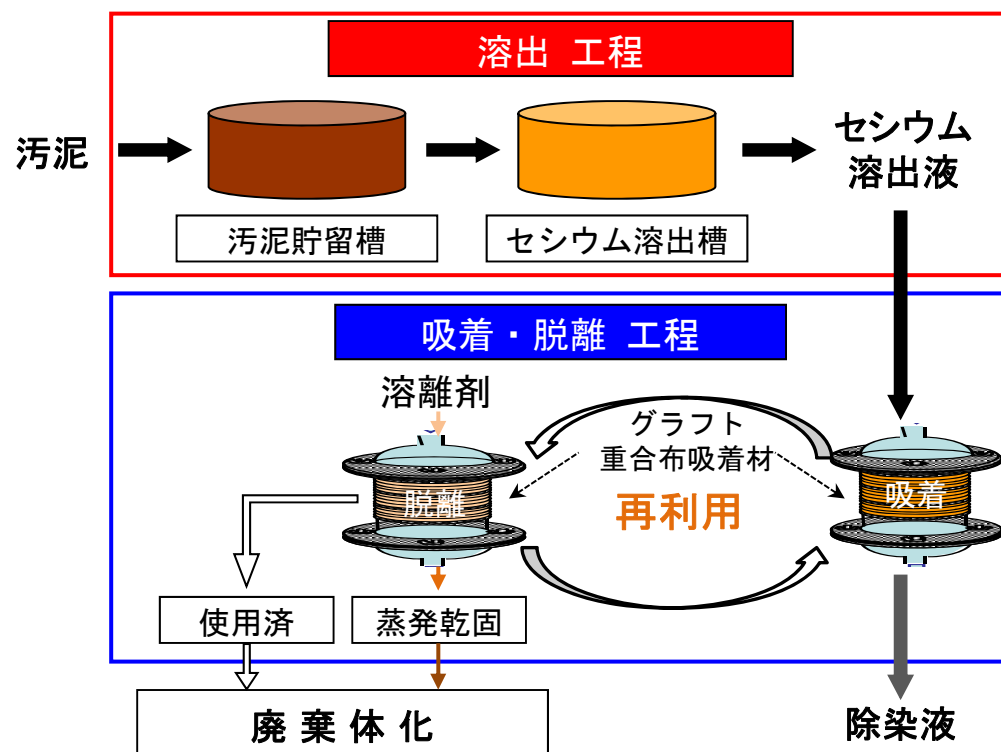 溶出 工程
汚泥
セシウム
溶出液
汚泥貯留槽
セシウム溶出槽
吸着・脱離 工程
溶離剤
グラフト
重合布吸着材
脱離
吸着
再利用
使用済
蒸発乾固
廃棄体化
除染液